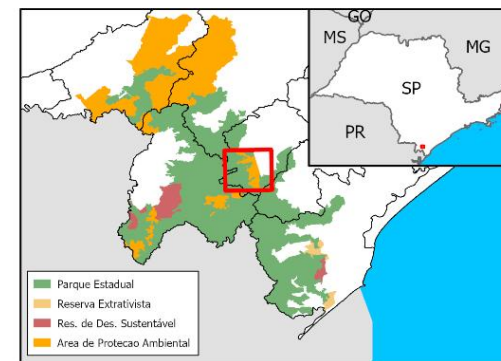 GO
MS
MG
SP
PR
Parque Estadual
Reserva Extrativista
Res. de Des. Sustentável
Area de Protecao Ambiental